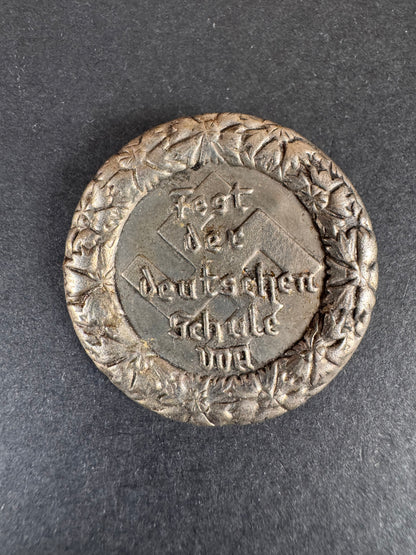 Fest
der
deutschen
Schule
VDA